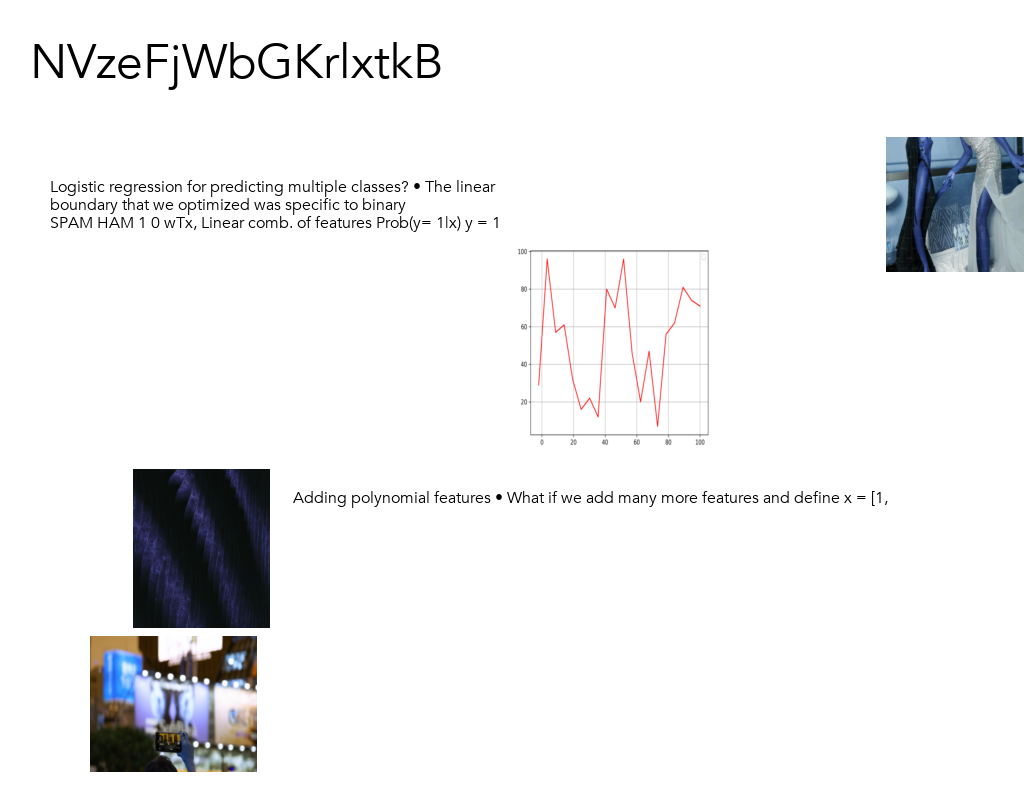 NVzeFjWbGKrlxtkB
Logistic regression for predicting multiple classes? • The linear
boundary that we optimized was specific to binary
SPAM HAM 1 0 wTx, Linear comb. of features Prob(y= 1|x) y = 1
100
80
60
40
20
0 20 40 60 80 100
Adding polynomial features • What if we add many more features and define x = [1,